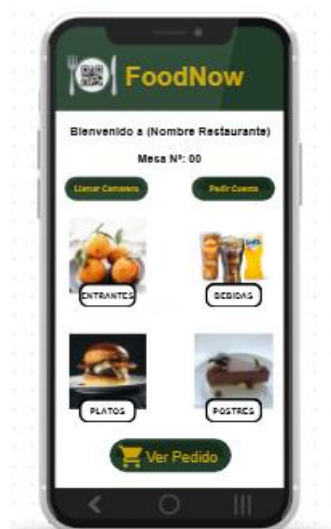 FoodNow
Bienvenido a (Nombre Restaurante)
Mesa Nº: 00
Llamar Camarero
Pedir Cuenta
ENTRANTES
BEBIDAS
PLATOS
POSTRES
Ver Pedido